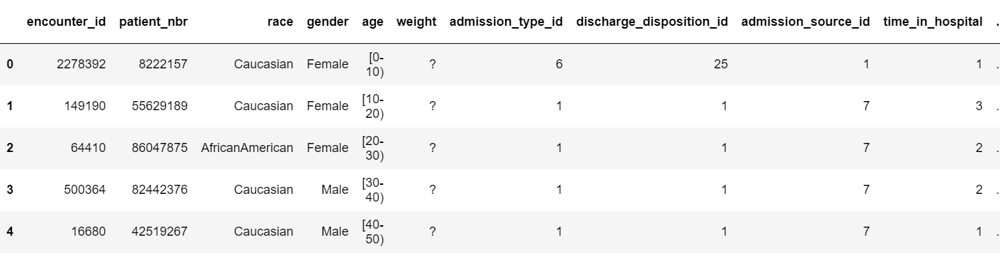 encounter_id patient_nbr race gender age weight admission_type_id discharge_disposition_id admission_source_id time_in_hospital .
0 2278392 8222157 Caucasian Female [0-10) ? 6 25 1 1 .
1 149190 55629189 Caucasian Female [10-20) ? 1 1 7 3 .
2 64410 86047875 AfricanAmerican Female [20-30) ? 1 1 7 2 .
3 500364 82442376 Caucasian Male [30-40) ? 1 1 7 2 .
4 16680 42519267 Caucasian Male [40-50) ? 1 1 7 1 .